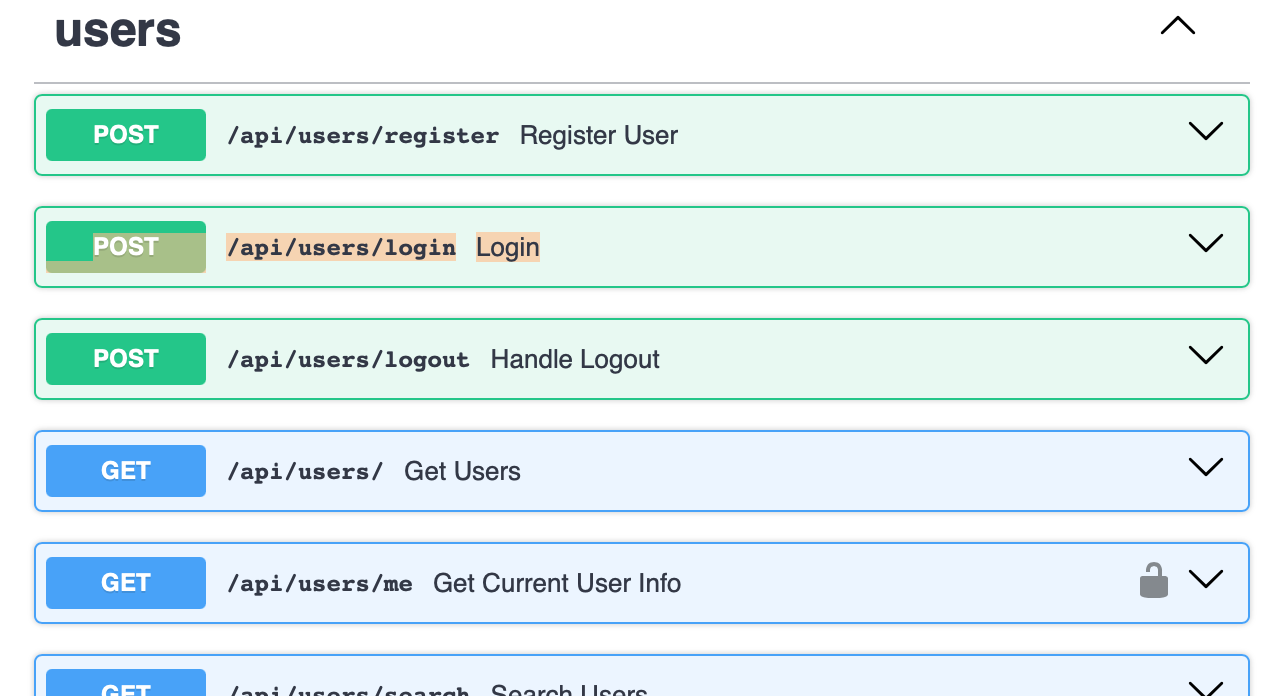 users
POST /api/users/register Register User
POST /api/users/login Login
POST /api/users/logout Handle Logout
GET /api/users/ Get Users
GET /api/users/me Get Current User Info
GET /api/users/search Search Users